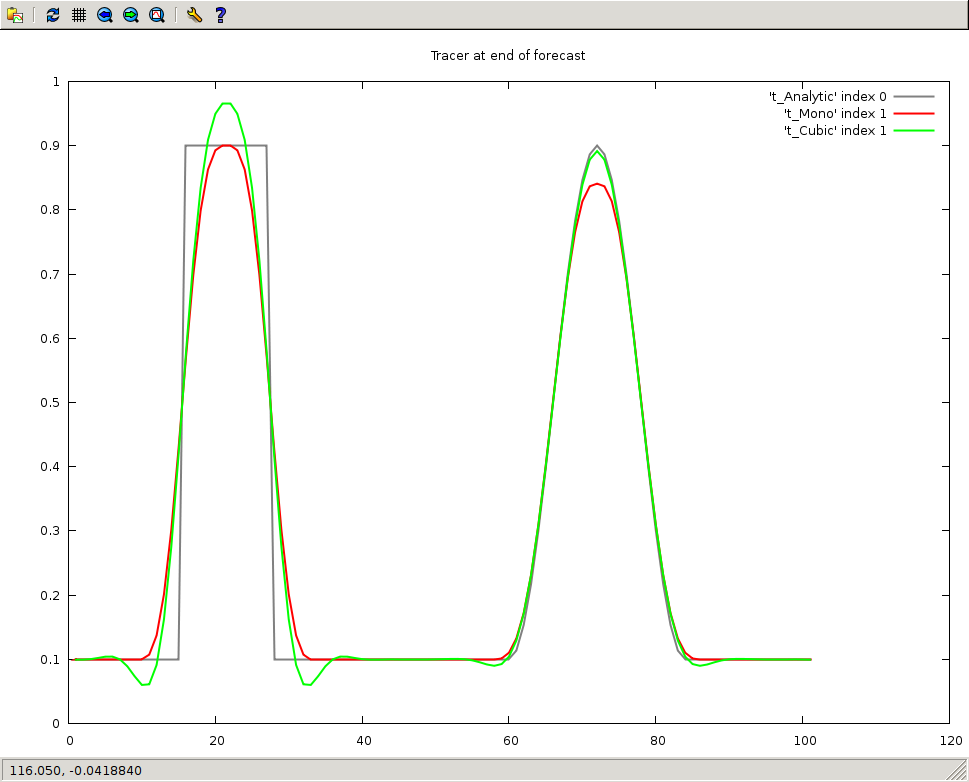 ?
Tracer at end of forecast
't_Analytic' index 0
't_Mono' index 1
't_Cubic' index 1
1
0.9
0.8
0.7
0.6
0.5
0.4
0.3
0.2
0.1
0
0 20 40 60 80 100 120
116.050, -0.0418840